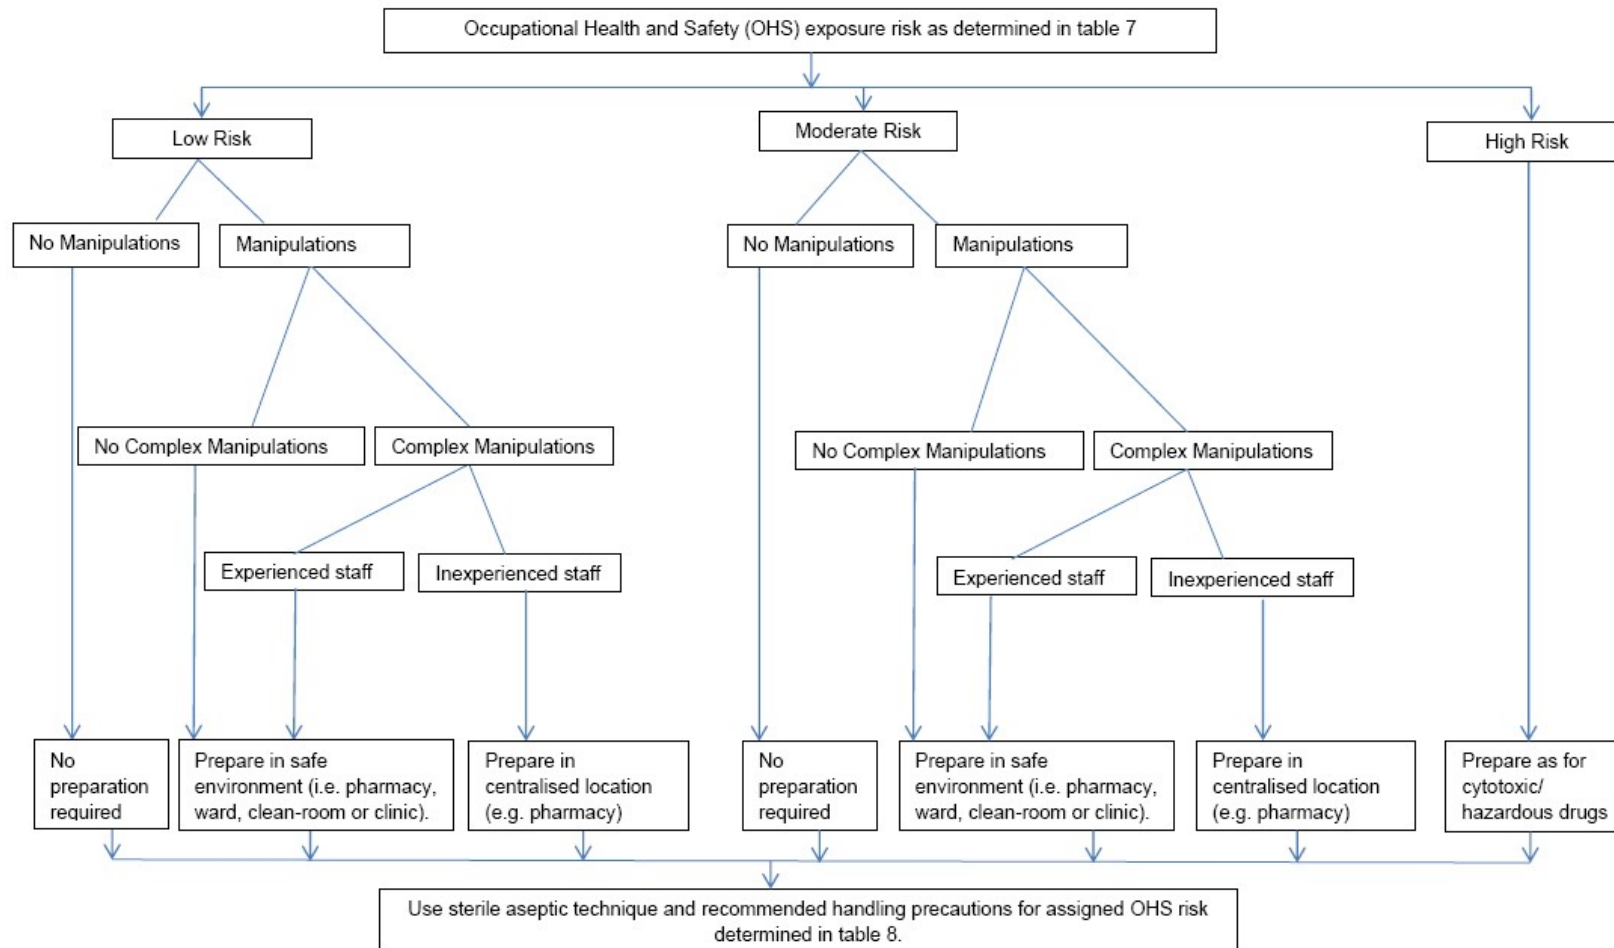 Occupational Health and Safety (OHS) exposure risk as determined in table 7
Low Risk
Moderate Risk
High Risk
No Manipulations
Manipulations
No Manipulations
Manipulations
No Complex Manipulations
Complex Manipulations
No Complex Manipulations
Complex Manipulations
Experienced staff
Inexperienced staff
Experienced staff
Inexperienced staff
No
preparation
required
Prepare in safe
environment (i.e. pharmacy,
ward, clean-room or clinic).
Prepare in
centralised location
(e.g. pharmacy)
No
preparation
required
Prepare in safe
environment (i.e. pharmacy,
ward, clean-room or clinic).
Prepare in
centralised location
(e.g. pharmacy)
Prepare as for
cytotoxic/
hazardous drugs
Use sterile aseptic technique and recommended handling precautions for assigned OHS risk
determined in table 8.